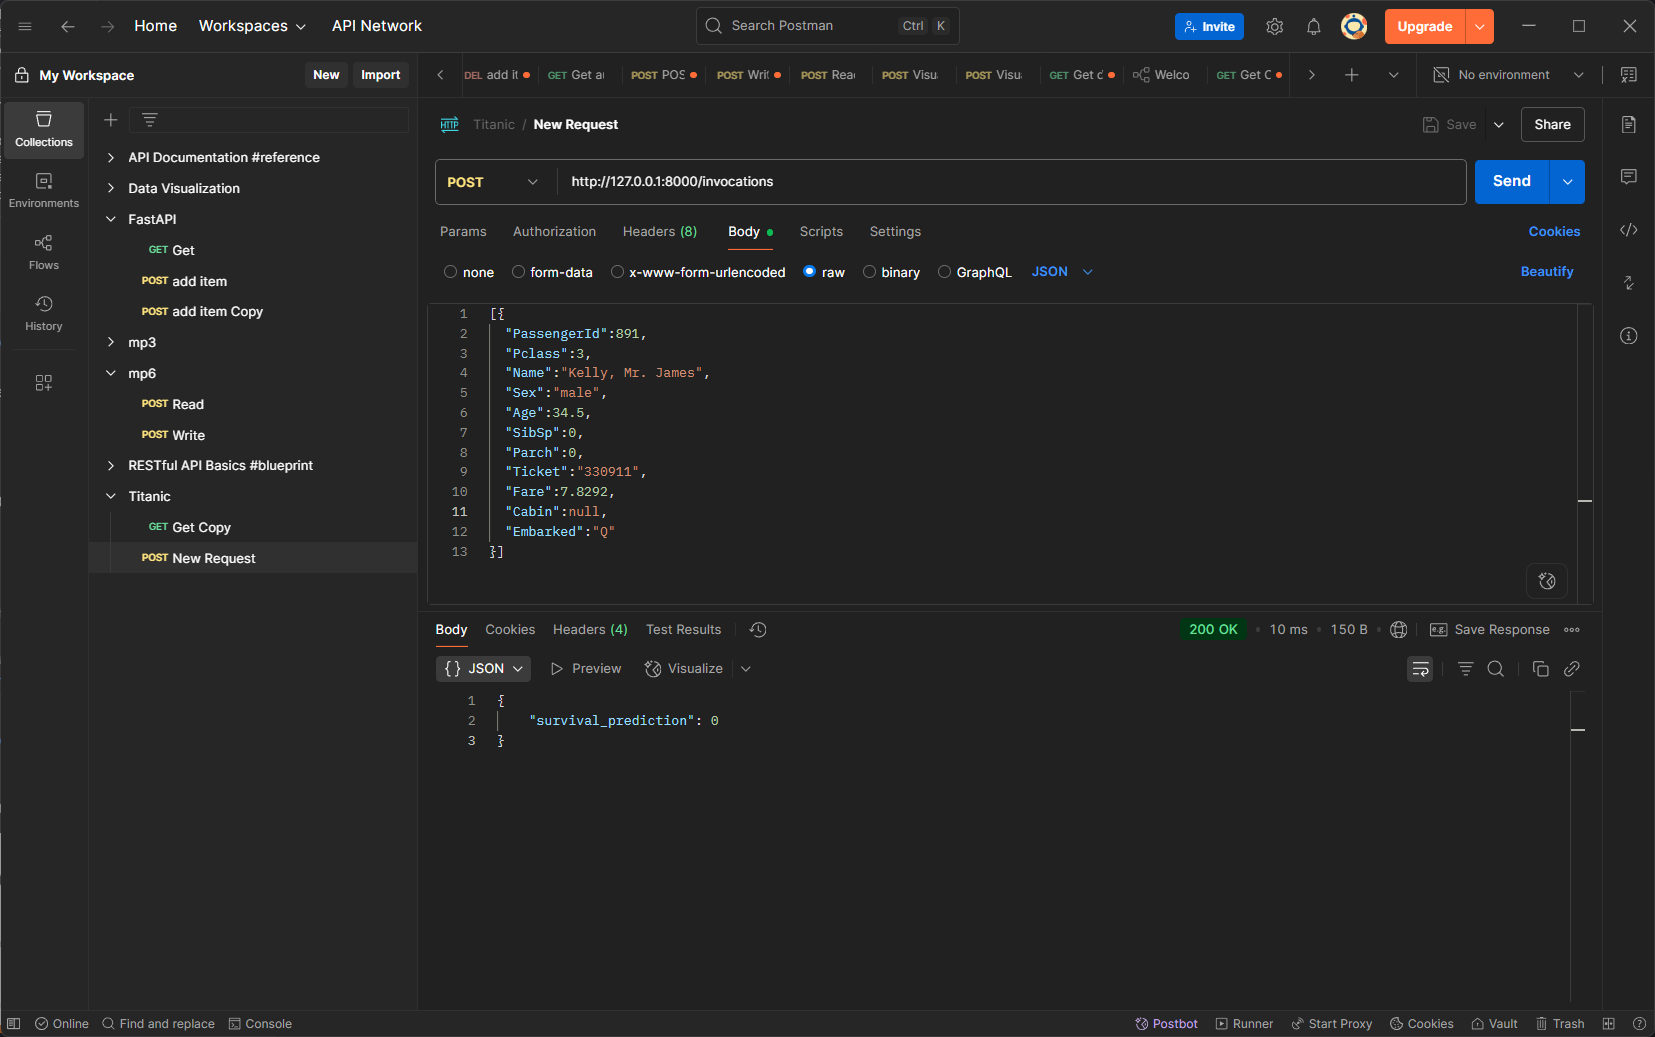 Home Workspaces API Network Search Postman Ctrl K Invite Upgrade
My Workspace New Import DEL add it GET Get a POST POS POST Wri POST Rea POST Visu POST Visu GET Get c Welco GET Get C No environment
Titanic / New Request Save Share
Collections
Environments
Flows
History
API Documentation #reference
Data Visualization
FastAPI
GET Get
POST add item
POST add item Copy
mp3
mp6
POST Read
POST Write
RESTful API Basics #blueprint
Titanic
GET Get Copy
POST New Request
POST http://127.0.0.1:8000/invocations Send
Params Authorization Headers (8) Body Scripts Settings Cookies
none form-data x-www-form-urlencoded raw binary GraphQL JSON Beautify
1 [{
2 "PassengerId":891,
3 "Pclass":3,
4 "Name":"Kelly, Mr. James",
5 "Sex":"male",
6 "Age":34.5,
7 "SibSp":0,
8 "Parch":0,
9 "Ticket":"330911",
10 "Fare":7.8292,
11 "Cabin":null,
12 "Embarked":"Q"
13 }]
Body Cookies Headers (4) Test Results 200 OK • 10 ms • 150 B • e.g. Save Response
{} JSON Preview Visualize
1 {
2 "survival_prediction": 0
3 }
Online Find and replace Console Postbot Runner Start Proxy Cookies Vault Trash